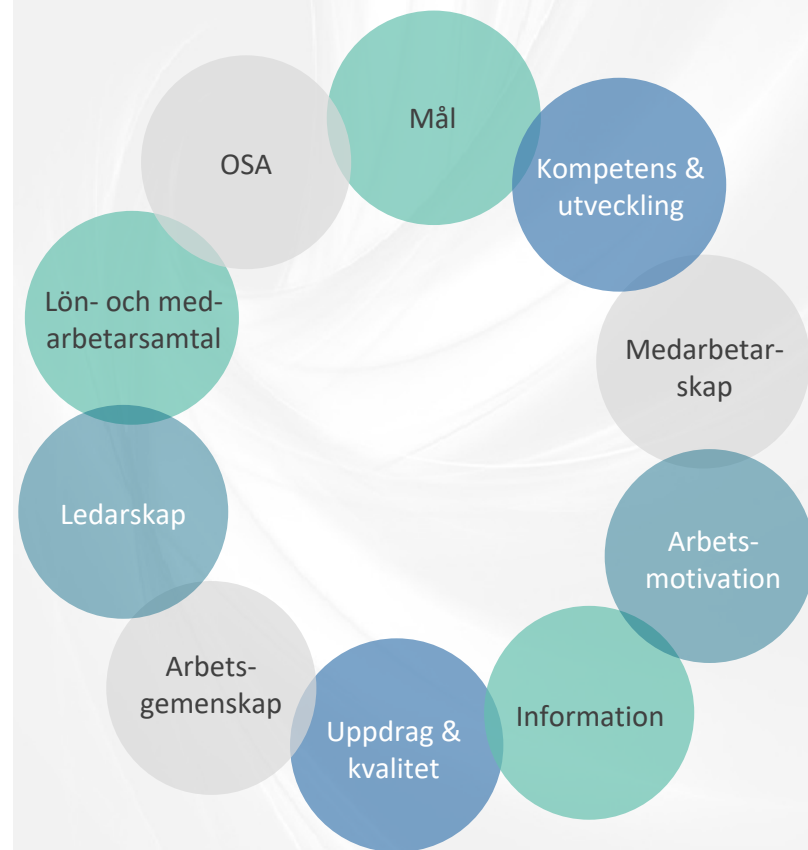 Mål
Kompetens &
utveckling
Medarbetar-
skap
Arbets-
motivation
Information
Uppdrag &
kvalitet
Arbets-
gemenskap
Ledarskap
Lön- och med-
arbetarsamtal
OSA